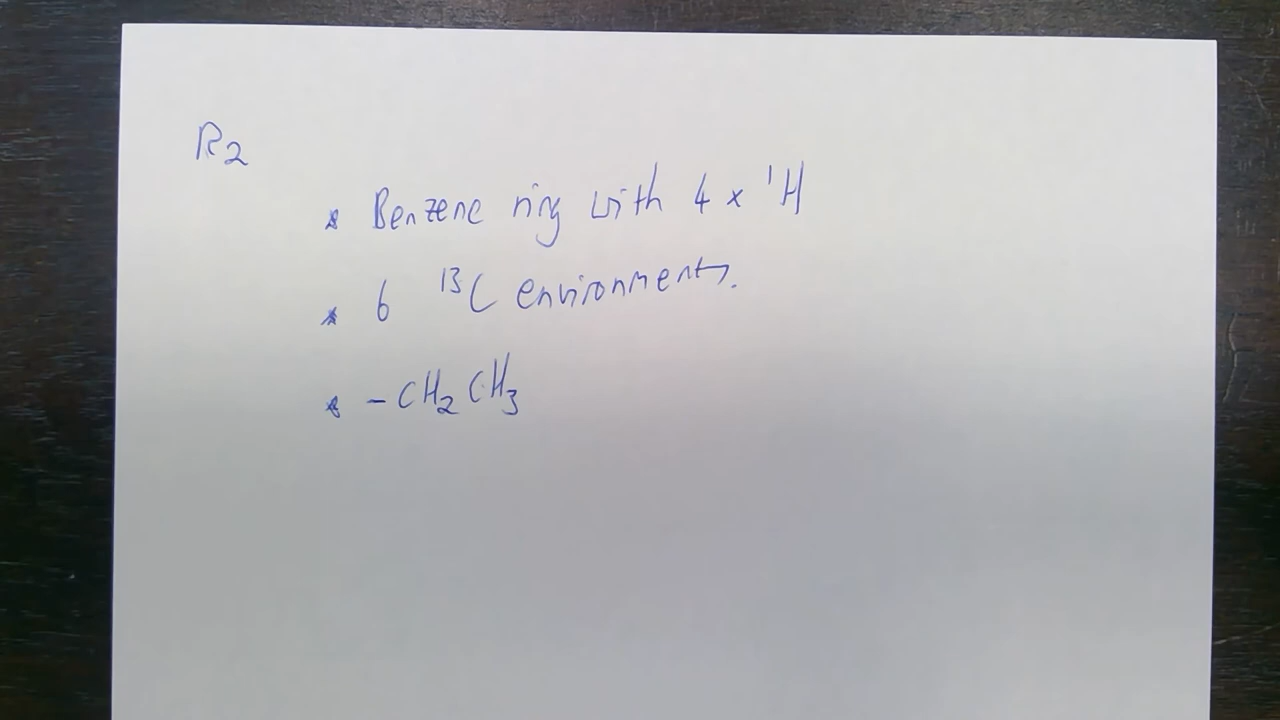 R₂
* Benzene ring with 4 x ¹H
* 6 ¹³C environments.
* - CH₂CH₃